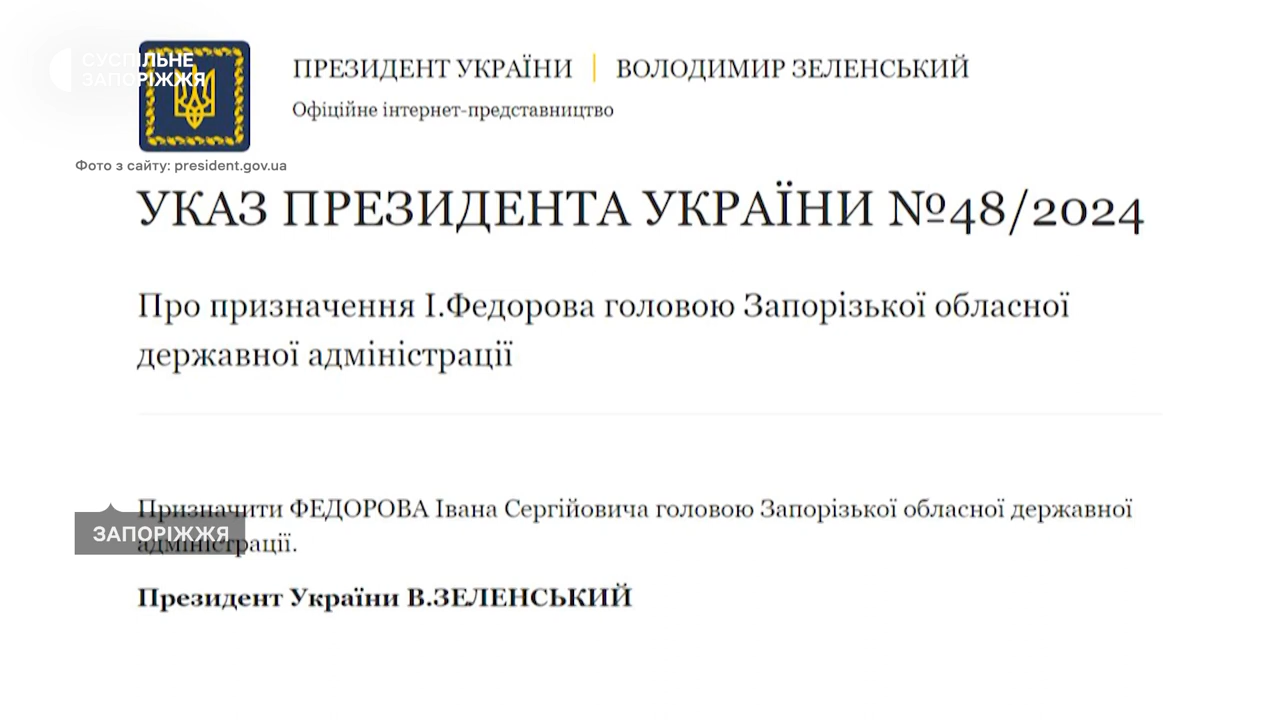 СУСПІЛЬНЕ
ЗАПОРІЖЖЯ
ПРЕЗИДЕНТ УКРАЇНИ | ВОЛОДИМИР ЗЕЛЕНСЬКИЙ
Офіційне інтернет-представництво
Фото з сайту: president.gov.ua
УКАЗ ПРЕЗИДЕНТА УКРАЇНИ №48/2024
Про призначення І.Федорова головою Запорізької обласної
державної адміністрації
Призначити ФЕДОРОВА Івана Сергійовича головою Запорізької обласної державної
ЗАПОРІЖЖЯ
адміністрації.
Президент України В.ЗЕЛЕНСЬКИЙ